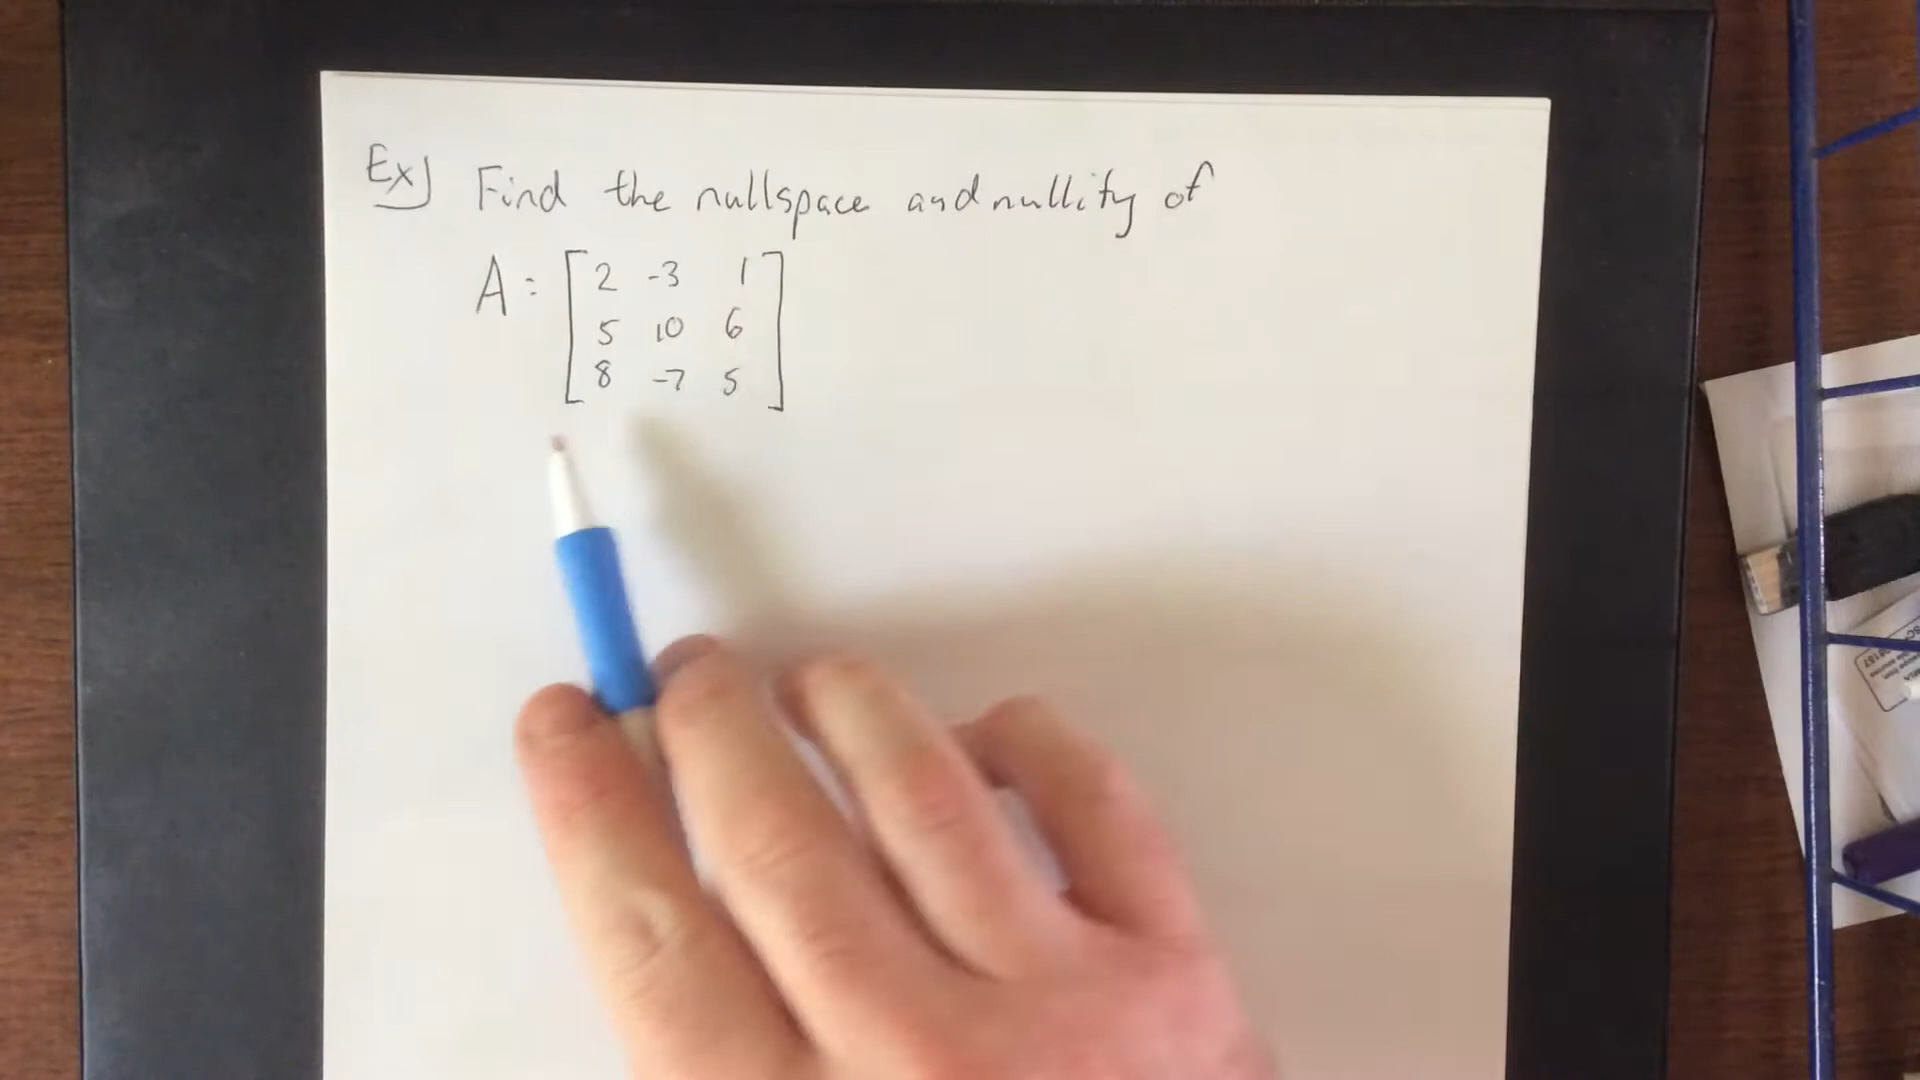 Ex) Find the nullspace and nullity of
A = [2 -3 1
5 10 6
8 -7 5]